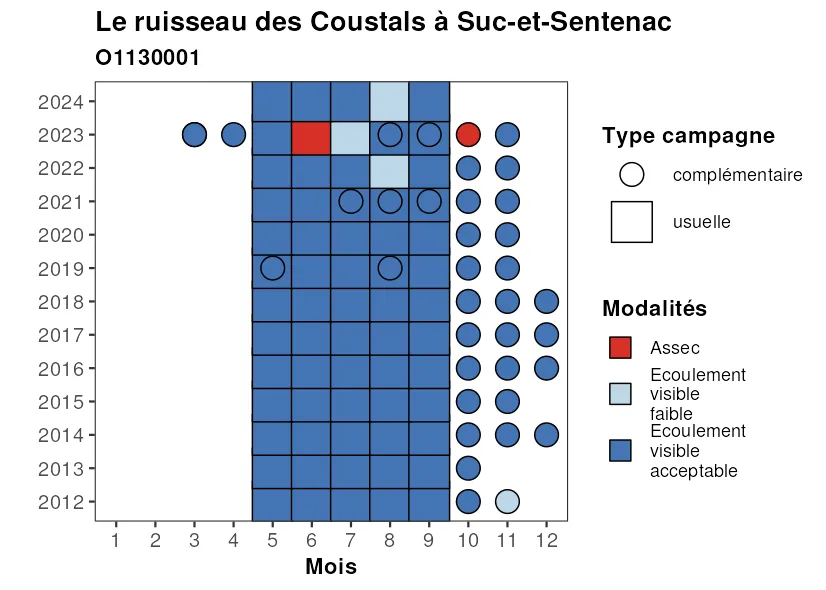 Le ruisseau des Coustals à Suc-et-Sentenac
O1130001
2024
2023
2022
2021
2020
2019
2018
2017
2016
2015
2014
2013
2012
1 2 3 4 5 6 7 8 9 10 11 12
Mois
Type campagne
complémentaire
usuelle
Modalités
Assec
Ecoulement
visible
faible
Ecoulement
visible
acceptable